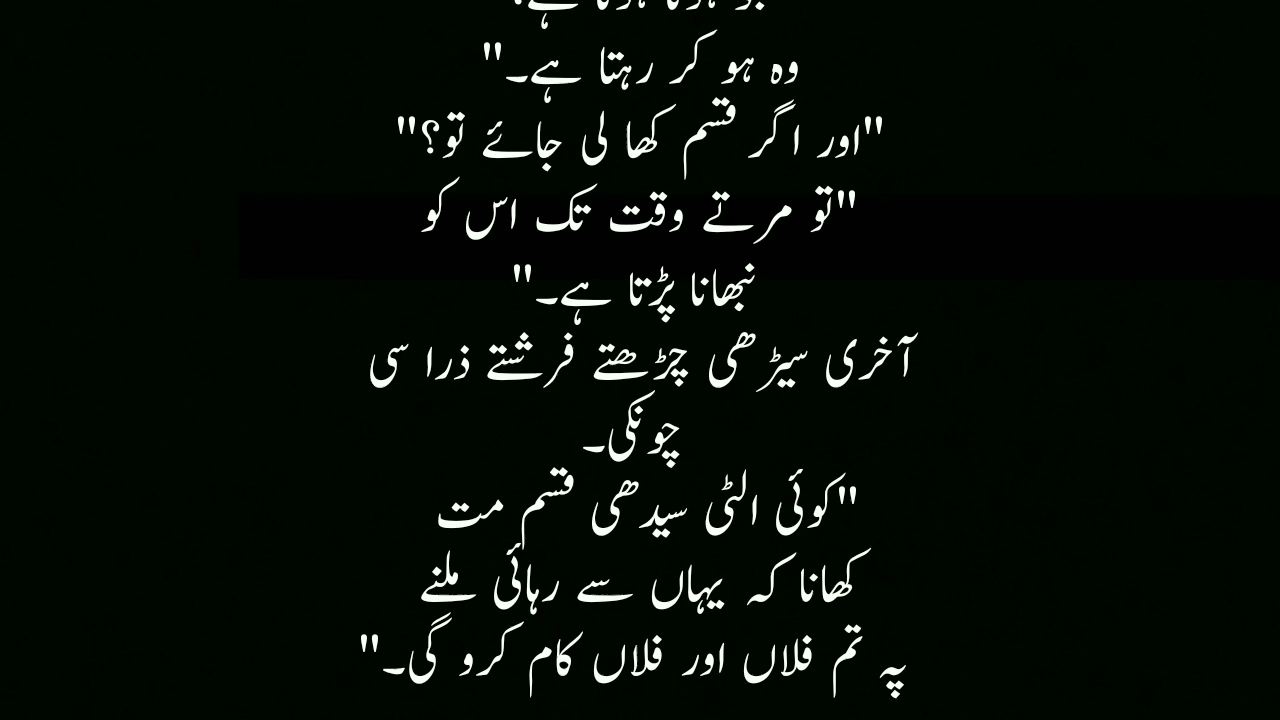 وہ ہو کر رہتا ہے۔"
"اور اگر قسم کھا لی جائے تو؟"
"تو مرتے وقت تک اس کو
نبھانا پڑتا ہے۔"
آخری سیڑھی چڑھتے فرشتے ذرا سی
چونکی۔
"کوئی الٹی سیدھی قسم مت
کھانا کہ یہاں سے رہائی ملنے
پہ تم فلاں اور فلاں کام کرو گی۔"